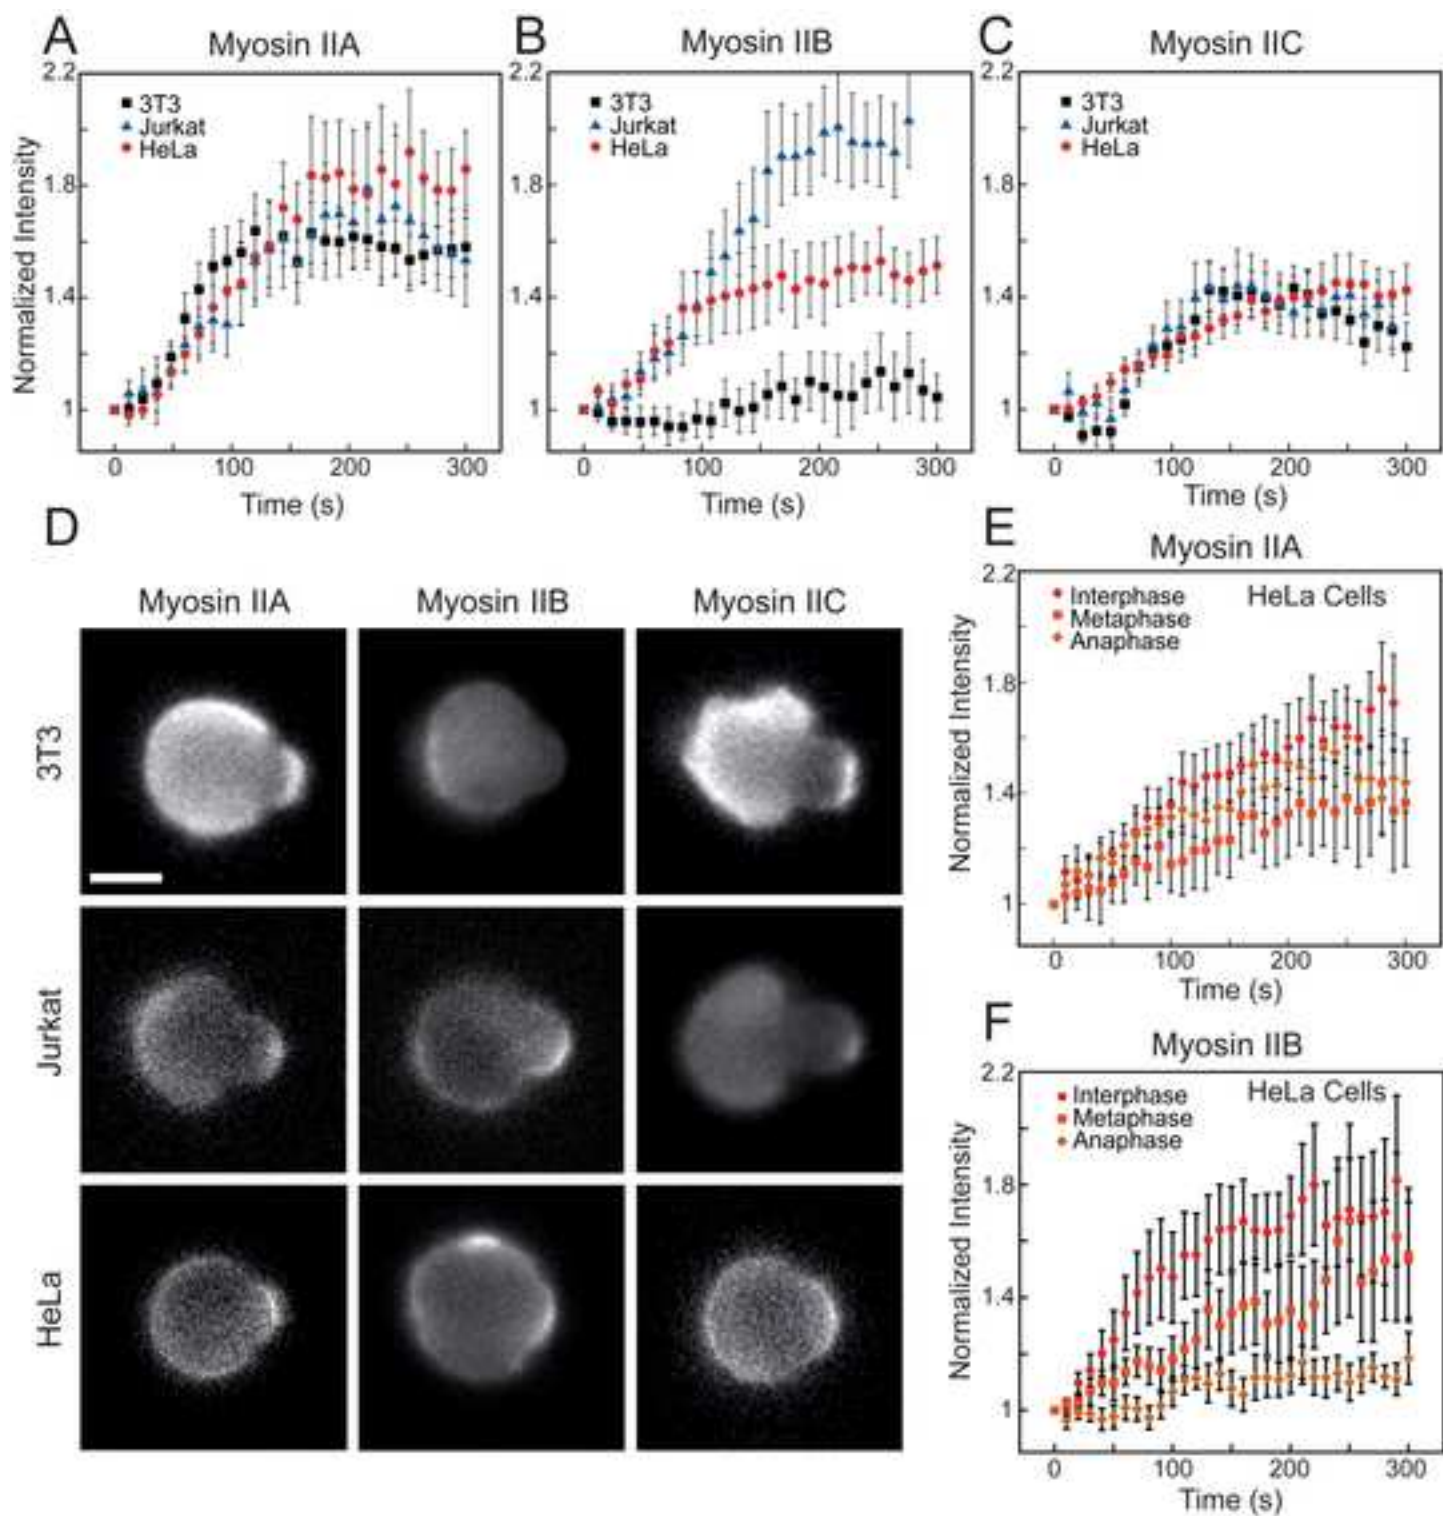 A
Myosin IIA
2.2
1.8
1.4
1
Normalized Intensity
3T3
Jurkat
HeLa
0
100
200
300
Time (s)
B
Myosin IIB
2.2
1.8
1.4
1
3T3
Jurkat
HeLa
0
100
200
300
Time (s)
C
Myosin IIC
2.2
1.8
1.4
1
3T3
Jurkat
HeLa
0
100
200
300
Time (s)
D
Myosin IIA
Myosin IIB
Myosin IIC
3T3
Jurkat
HeLa
E
Myosin IIA
2.2
1.8
1.4
1
Normalized Intensity
Interphase
Metaphase
Anaphase
HeLa Cells
0
100
200
300
Time (s)
F
Myosin IIB
2.2
1.8
1.4
1
Normalized Intensity
Interphase
Metaphase
Anaphase
HeLa Cells
0
100
200
300
Time (s)